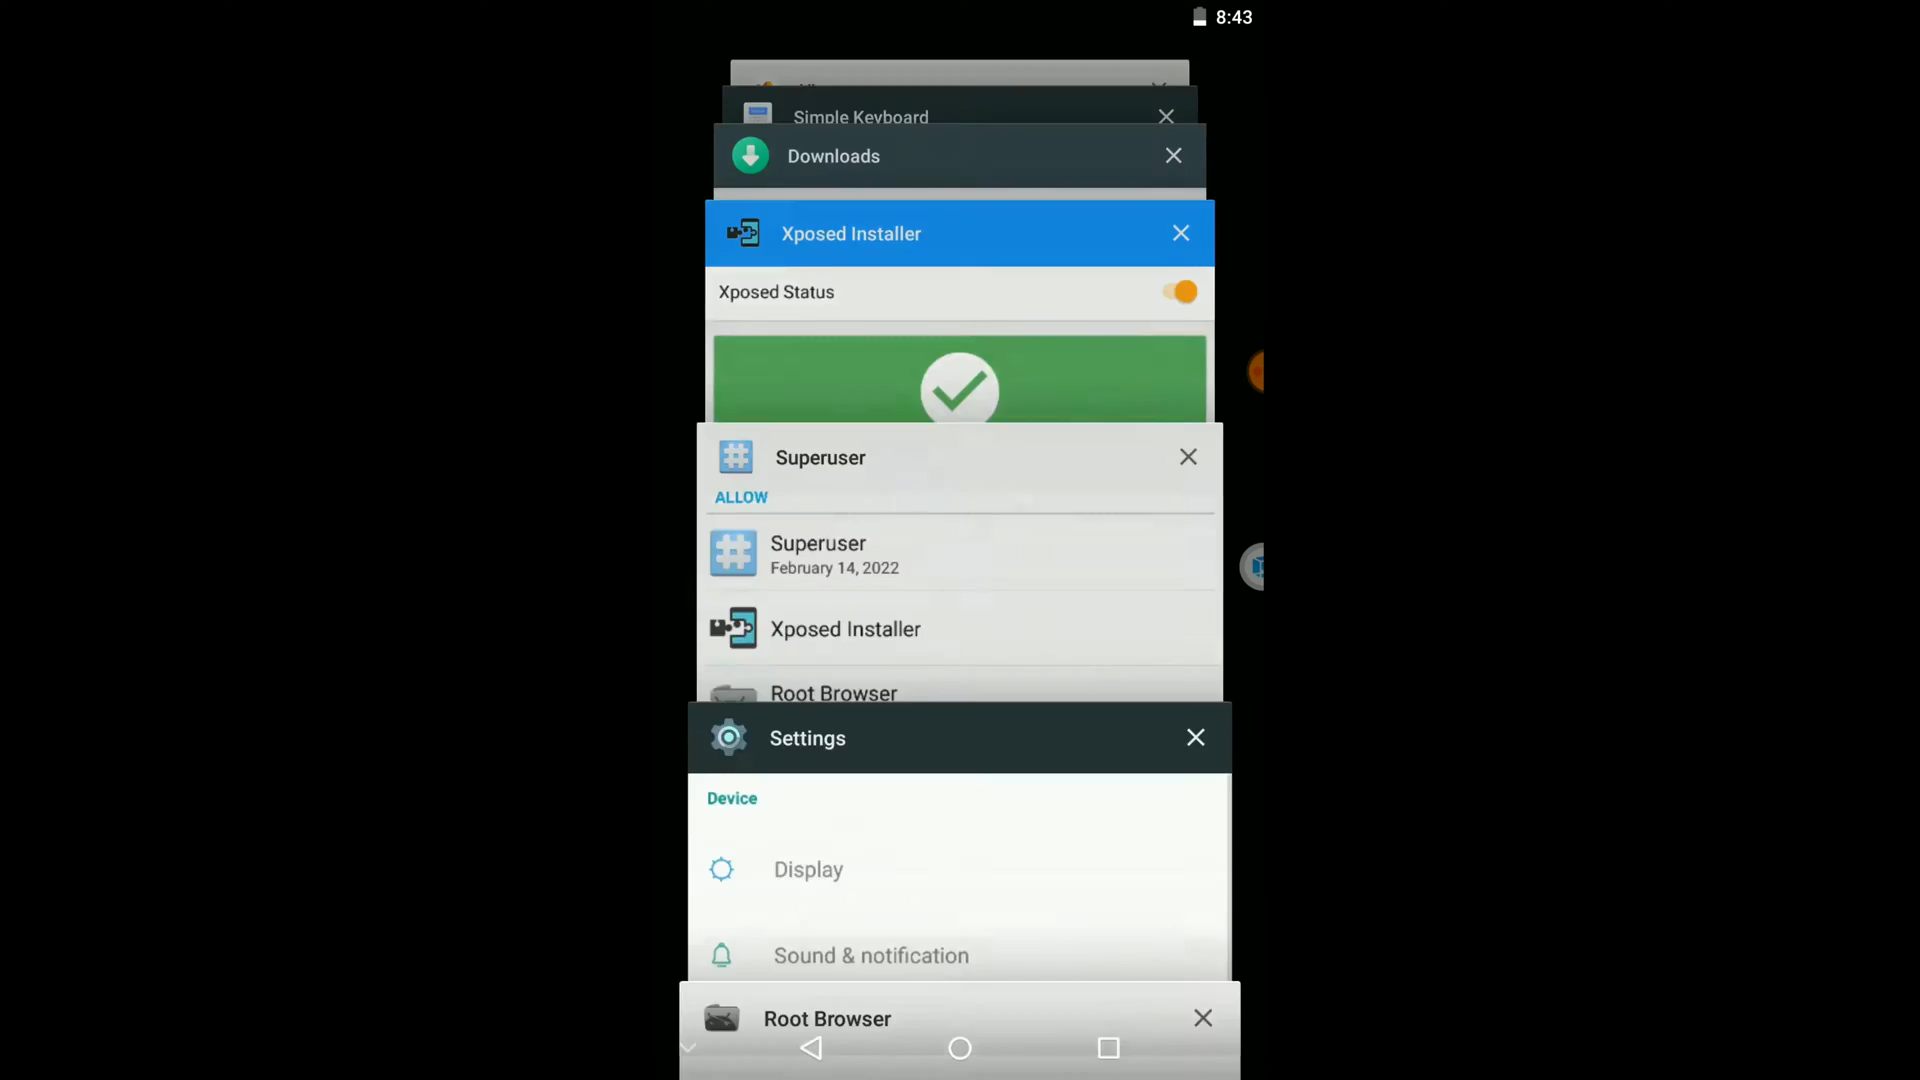 8:43
Simple Keyboard
Downloads
Xposed Installer
Xposed Status
Superuser
ALLOW
Superuser
February 14, 2022
Xposed Installer
Root Browser
Settings
Device
Display
Sound & notification
Root Browser